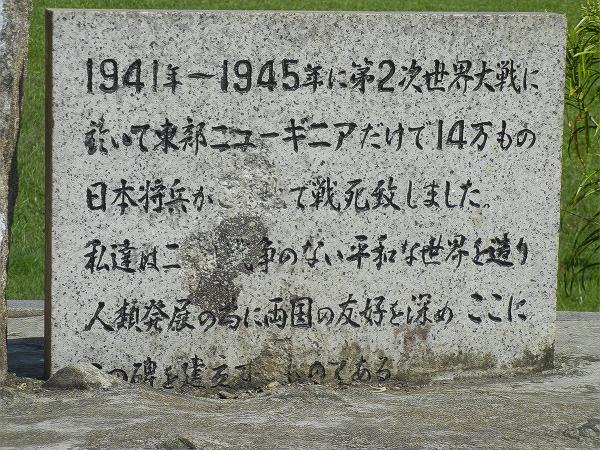 1941年～1945年に第2次世界大戦に
於いて東部ニューギニアだけで14万もの
日本将兵が て戦死致しました。
私達は二 争のない平和な世界を造り
人類発展の為に両国の友好を深め ここに
の碑を建立す ものである